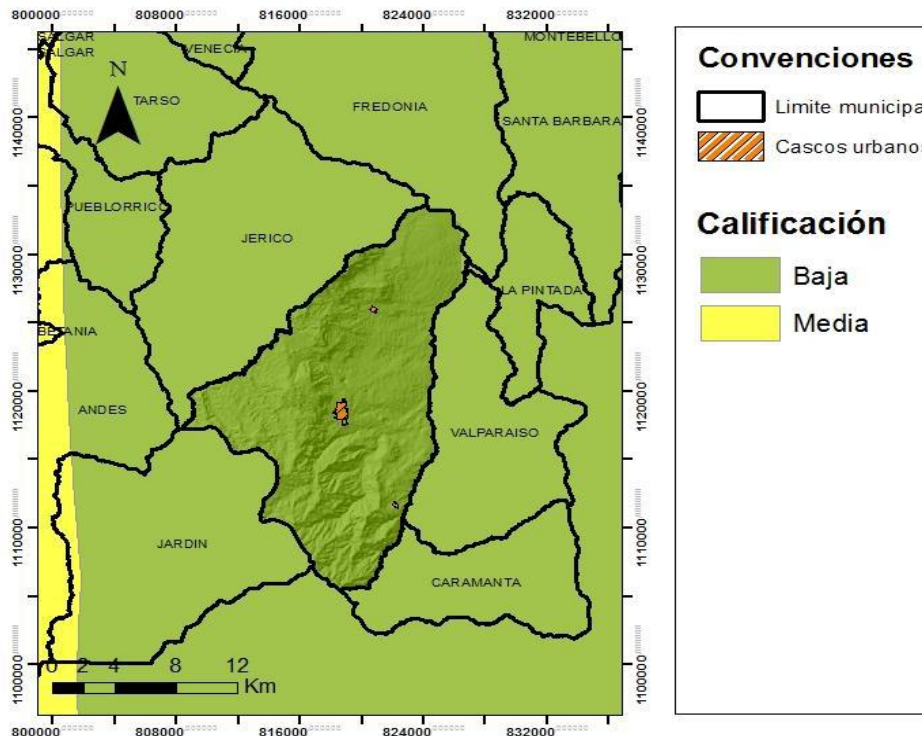 800000 808000 816000 824000 832000
SALGAR
SALGAR
VENECIA
MONTEBELLO
N
TARSO
FREDONIA
SANTA BARBARA
PUEBLORRICO
JERICO
LA PINTADA
BETANIA
ANDES
VALPARAISO
JARDIN
CARAMANTA
0 2 4 8 12
Km
1140000
1130000
1120000
1110000
1100000
1140000
1130000
1120000
1110000
1100000
800000 808000 816000 824000 832000
Convenciones
Limite municipa
Cascos urbanos
Calificación
Baja
Media